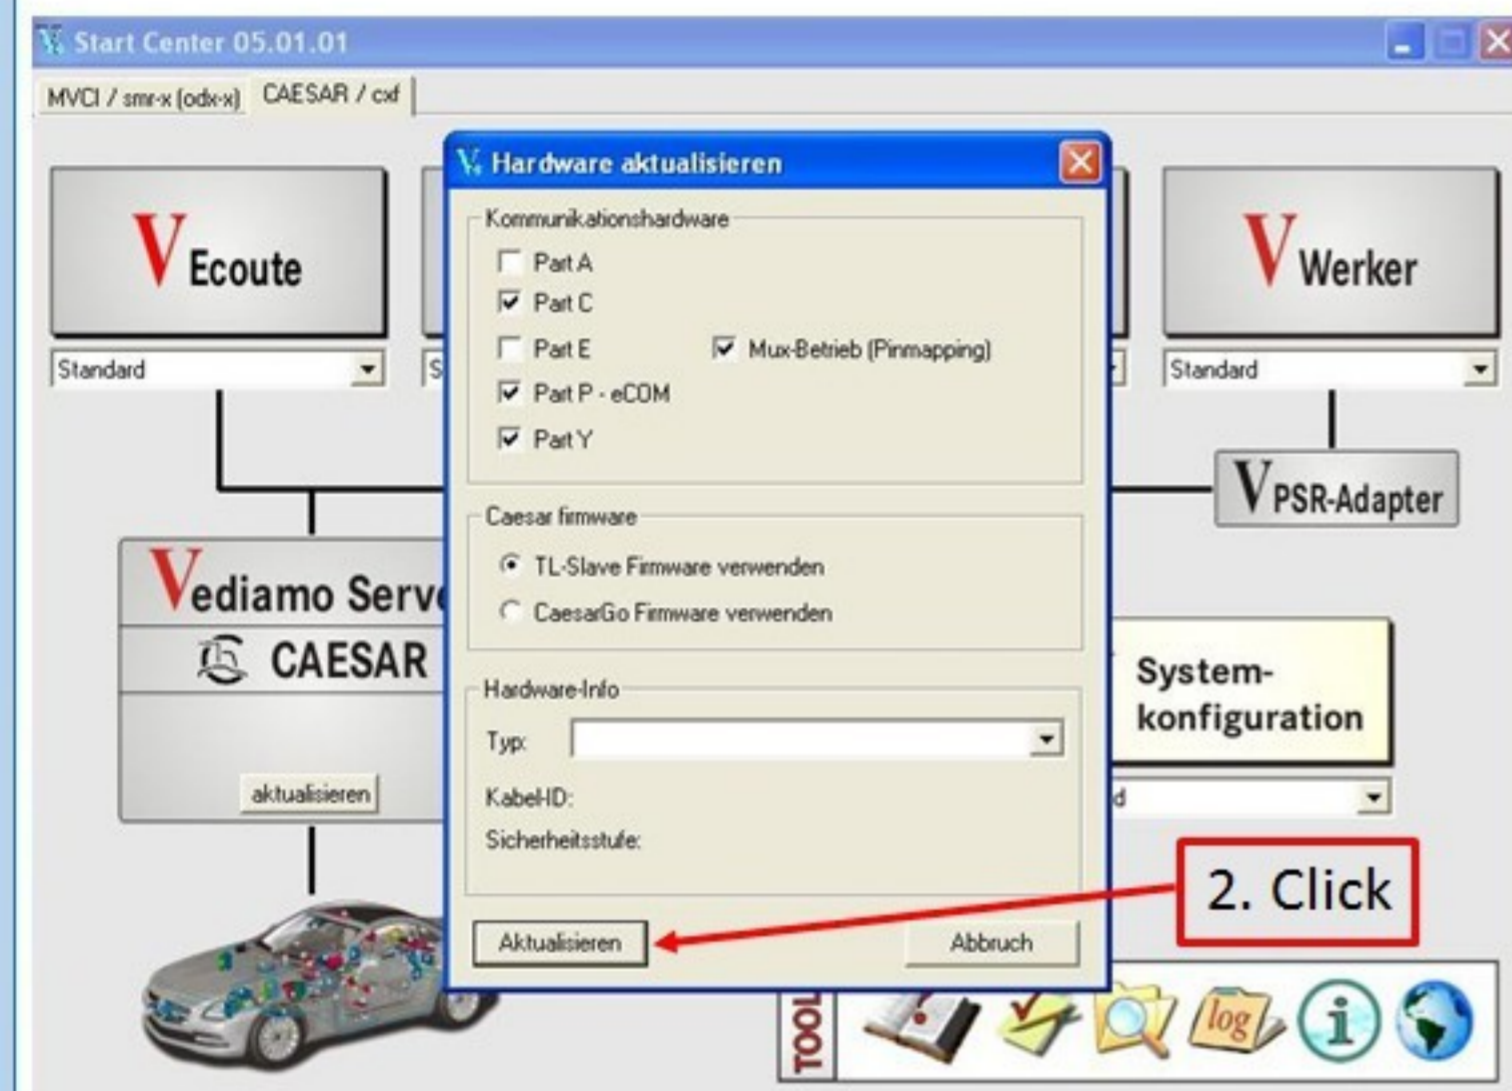 Start Center 05.01.01
MVCI / smr-x (odx-x) CAESAR / cxf
Hardware aktualisieren
V Ecoute
V Werker
Kommunikationshardware
Part A
Part C
Part E
Mux-Betrieb (Pinmapping)
Part P - eCOM
Part Y
Standard
S
Standard
V PSR-Adapter
Caesar firmware
TL-Slave Firmware verwenden
CaesarGo Firmware verwenden
Vediamo Serve
CAESAR
aktualisieren
System-
konfiguration
d
Hardware-Info
Typ:
Kabel-ID:
Sicherheitsstufe:
2. Click
Aktualisieren
Abbruch
TOOL
log
i